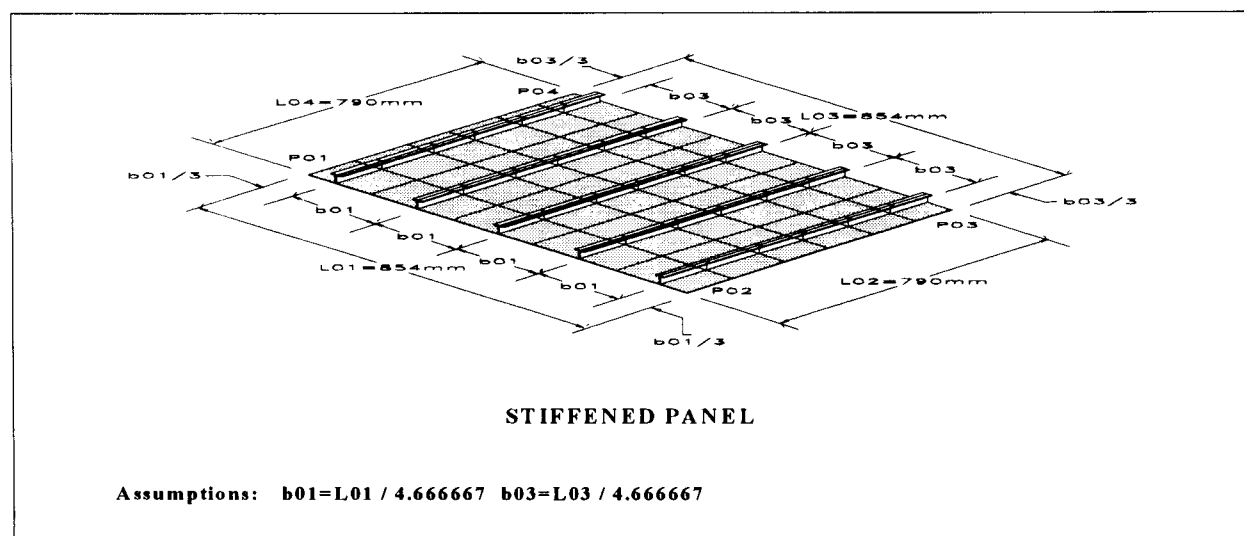 b03/3
L04=790mm
P04
b03
b03
L03=854mm
b03
b03
P01
b01/3
b03/3
b01
b01
P03
b01
L01=854mm
b01
P02
L02=790mm
b01/3
STIFFENED PANEL
Assumptions: b01=L01 / 4.666667 b03=L03 / 4.666667